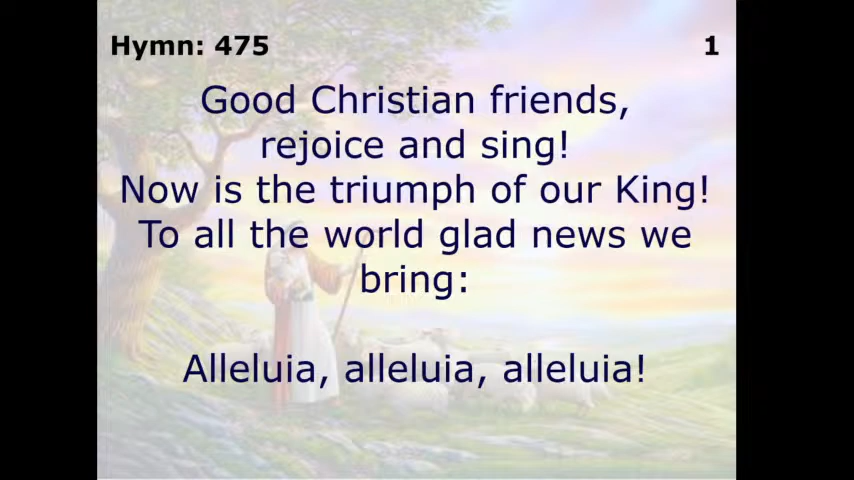 Hymn: 475 1
Good Christian friends,
rejoice and sing!
Now is the triumph of our King!
To all the world glad news we
bring:
Alleluia, alleluia, alleluia!